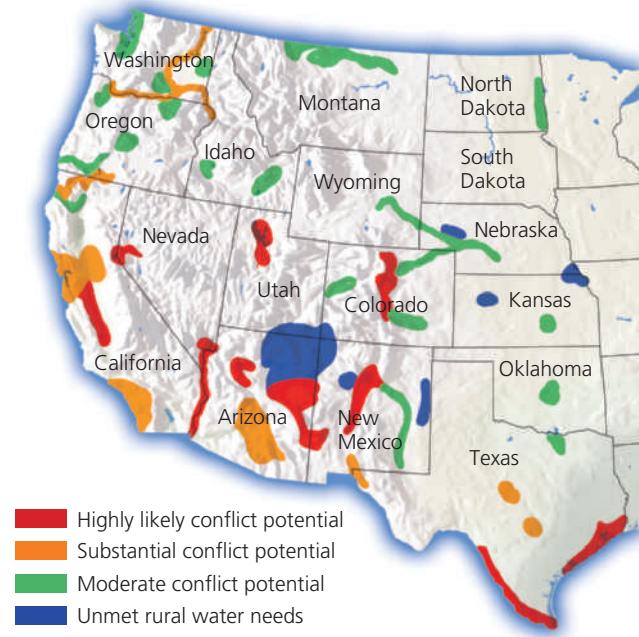 Washington
Montana
North
Dakota
Oregon
Idaho
South
Dakota
Wyoming
Nebraska
Nevada
Utah
Colorado
Kansas
California
Oklahoma
Arizona
New
Mexico
Texas
Highly likely conflict potential
Substantial conflict potential
Moderate conflict potential
Unmet rural water needs